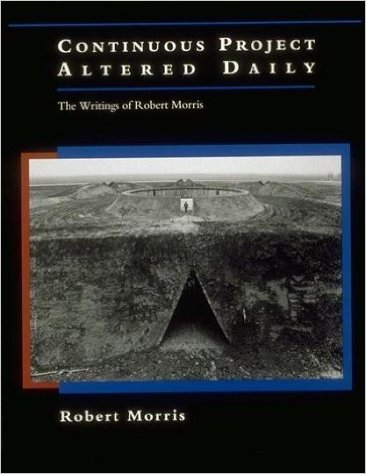 CONTINUOUS PROJECT
ALTERED DAILY
The Writings of Robert Morris
Robert Morris